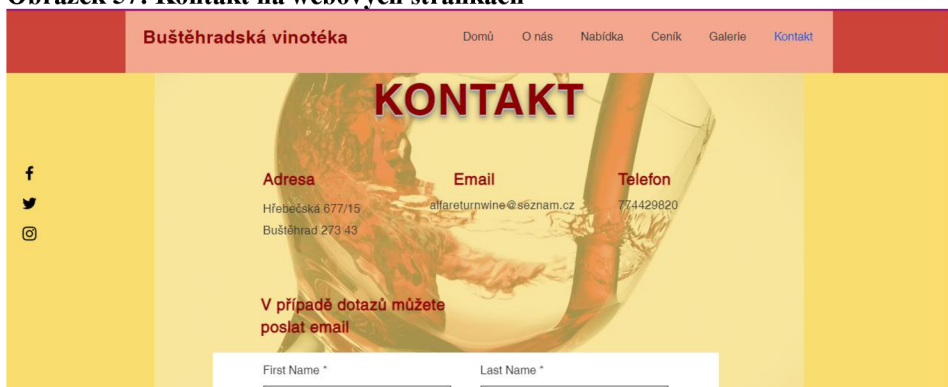 Obrázek 57: Kontakt na webových stránkách
Buštěhradská vinotéka
Domů O nás Nabídka Ceník Galerie Kontakt
KONTAKT
Adresa
Hřebečská 677/15
Buštěhrad 273 43
Email
alfareturnwine@seznam.cz
Telefon
774429820
V případě dotazů můžete
poslat email
First Name *
Last Name *